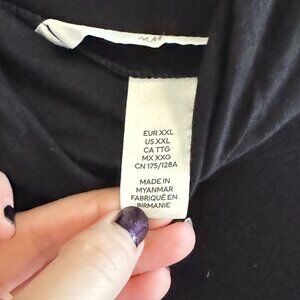 EUR XXL
US XXL
CA TTG
MX XXG
CN 175/128A
MADE IN
MYANMAR
FABRIQUÉ EN
BIRMANIE